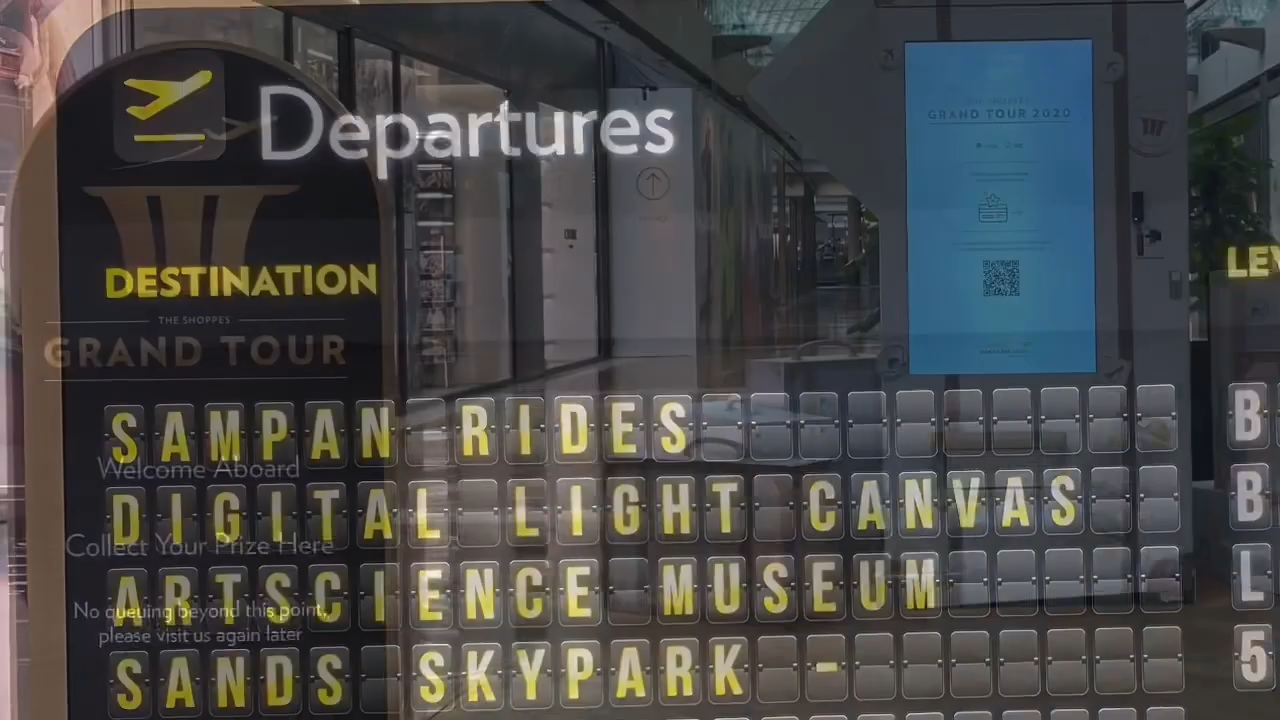 Departures
DESTINATION
LEV
THE SHOPPES
GRAND TOUR
GRAND TOUR 2020
SAMPAN RIDES
B
Welcome Aboard
DIGITAL LIGHT CANVAS
B
Collect Your Prize Here
ARTSCIENCE MUSEUM
L
No queuing beyond this point,
please visit us again later
SANDS SKYPARK -
5